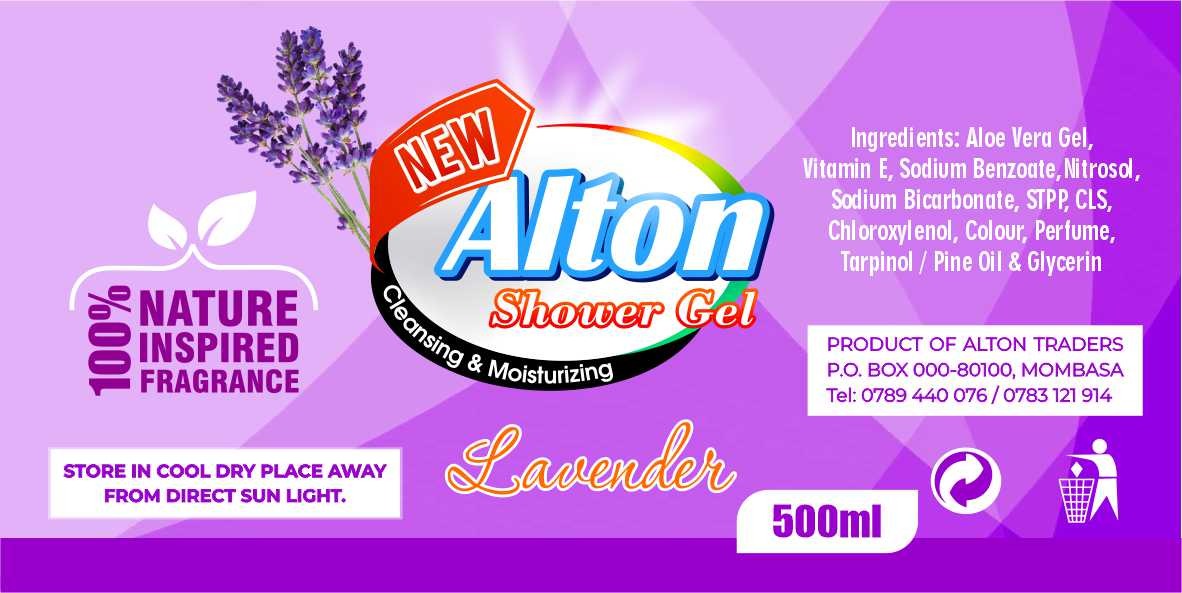 NEW
Alton
Shower Gel
Cleansing & Moisturizing
Lavender
100%
NATURE
INSPIRED
FRAGRANCE
STORE IN COOL DRY PLACE AWAY
FROM DIRECT SUN LIGHT.
Ingredients: Aloe Vera Gel,
Vitamin E, Sodium Benzoate, Nitrosol,
Sodium Bicarbonate, STPP, CLS,
Chloroxylenol, Colour, Perfume,
Tarpinol / Pine Oil & Glycerin
PRODUCT OF ALTON TRADERS
P.O. BOX 000-80100, MOMBASA
Tel: 0789 440 076 / 0783 121 914
500ml